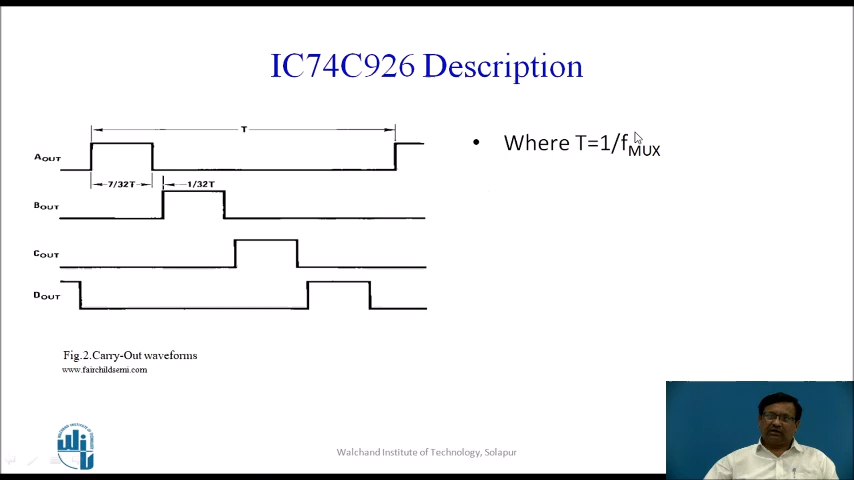 IC74C926 Description
T
AOUT
7/32T
1/32T
BOUT
COUT
DOUT
• Where T=1/fMUX
Fig.2.Carry-Out waveforms
www.fairchildsemi.com
Walchand Institute of Technology, Solapur